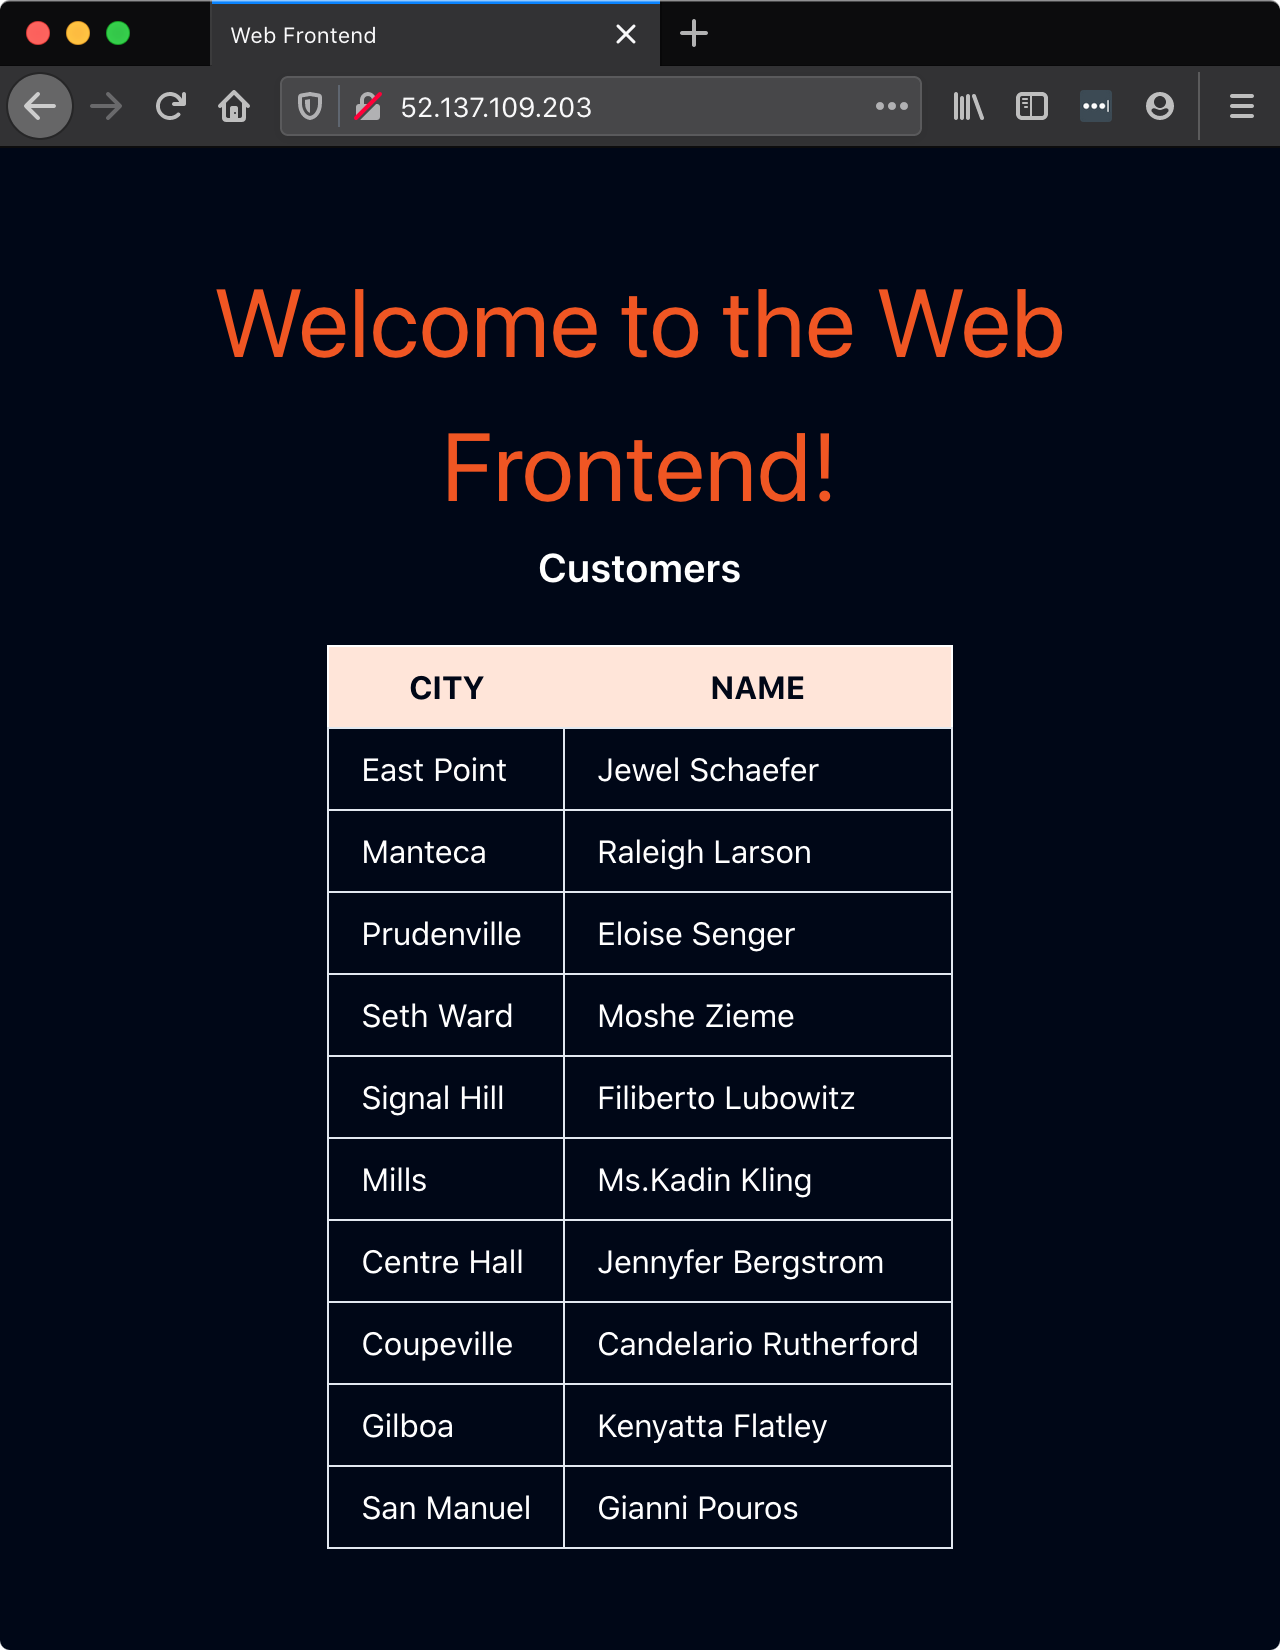 Web Frontend
52.137.109.203
Welcome to the Web
Frontend!
Customers
CITY NAME
East Point Jewel Schaefer
Manteca Raleigh Larson
Prudenville Eloise Senger
Seth Ward Moshe Zieme
Signal Hill Filiberto Lubowitz
Mills Ms.Kadin Kling
Centre Hall Jennyfer Bergstrom
Coupeville Candelario Rutherford
Gilboa Kenyatta Flatley
San Manuel Gianni Pouros